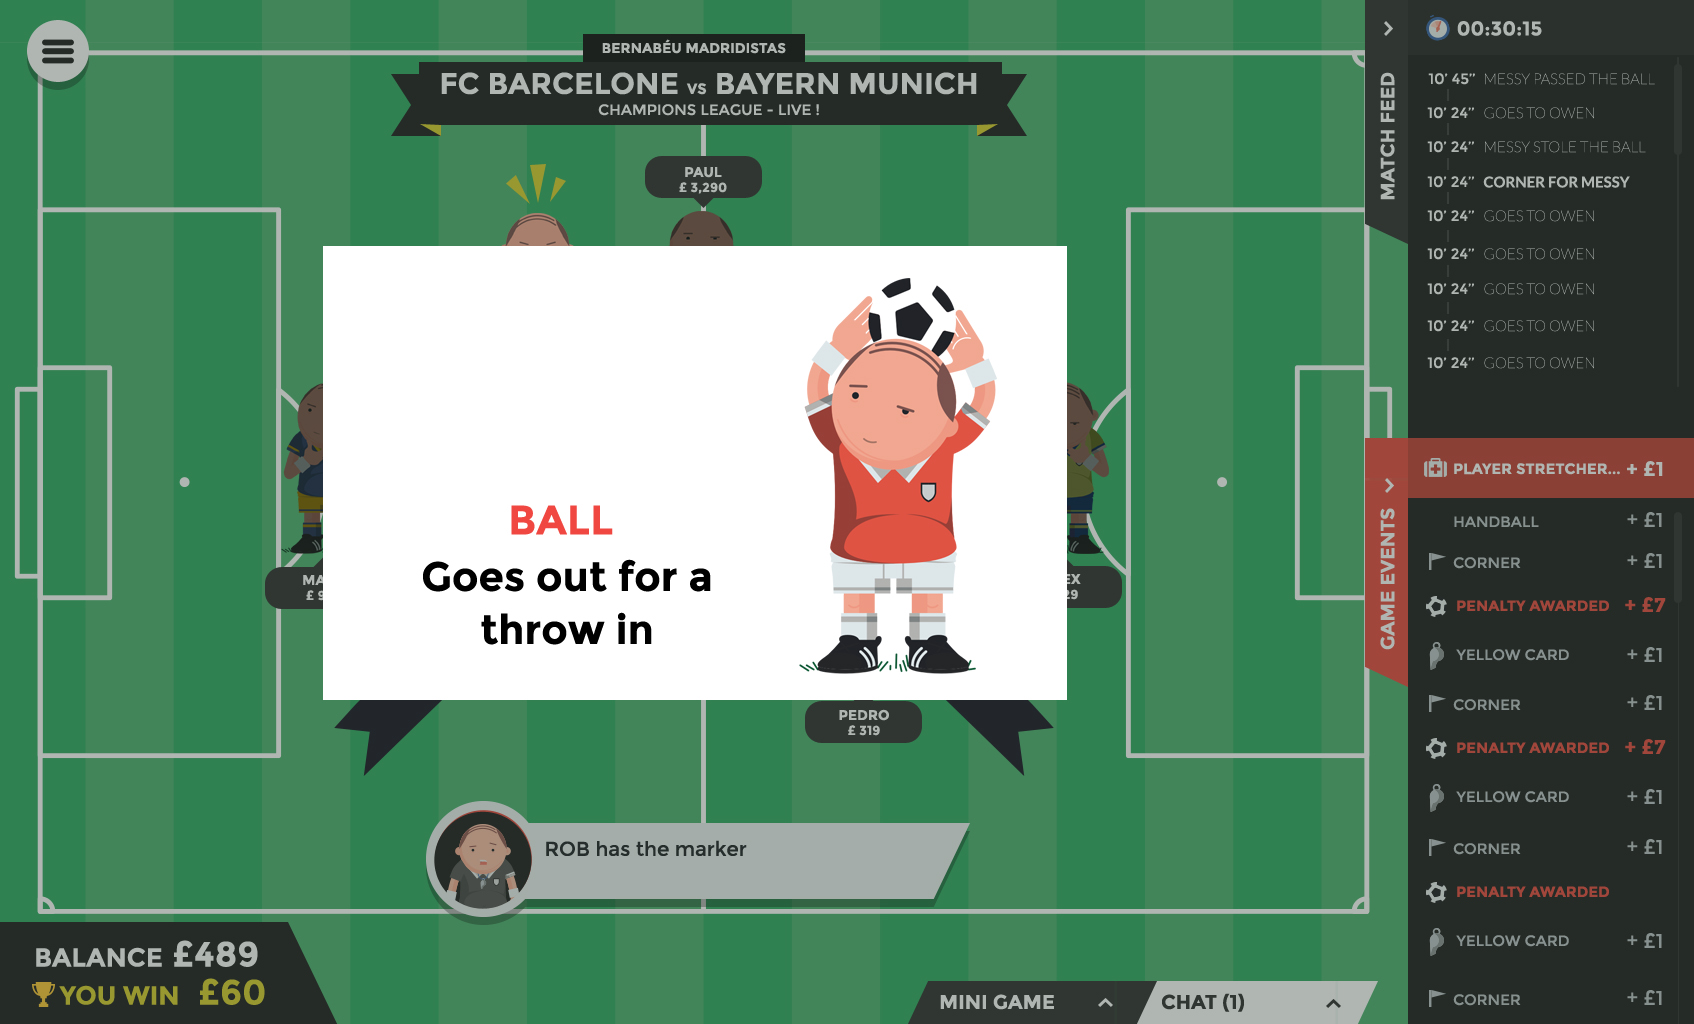 BERNABÉU MADRIDISTAS
FC BARCELONE vs BAYERN MUNICH
CHAMPIONS LEAGUE - LIVE !
PAUL
£ 3,290
BALL
Goes out for a
throw in
MA
£ 9
EX
29
PEDRO
£ 319
ROB has the marker
BALANCE £489
YOU WIN £60
MINI GAME
CHAT (1)
MATCH FEED
00:30:15
10' 45" MESSY PASSED THE BALL
10' 24" GOES TO OWEN
10' 24" MESSY STOLE THE BALL
10' 24" CORNER FOR MESSY
10' 24" GOES TO OWEN
10' 24" GOES TO OWEN
10' 24" GOES TO OWEN
10' 24" GOES TO OWEN
10' 24" GOES TO OWEN
GAME EVENTS
PLAYER STRETCHER... + £1
HANDBALL + £1
CORNER + £1
PENALTY AWARDED + £7
YELLOW CARD + £1
CORNER + £1
PENALTY AWARDED + £7
YELLOW CARD + £1
CORNER + £1
PENALTY AWARDED
YELLOW CARD + £1
CORNER + £1